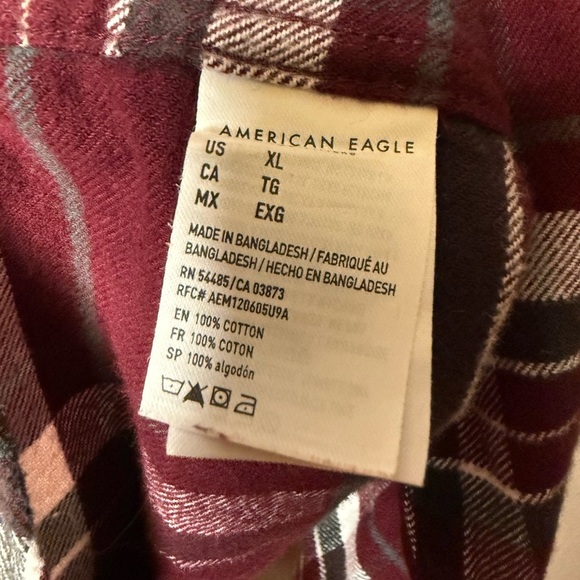 AMERICAN EAGLE
US XL
CA TG
MX EXG
MADE IN BANGLADESH / FABRIQUÉ AU
BANGLADESH / HECHO EN BANGLADESH
RN 54485 / CA 03873
RFC# AEM120605U9A
EN 100% COTTON
FR 100% COTON
SP 100% algodón